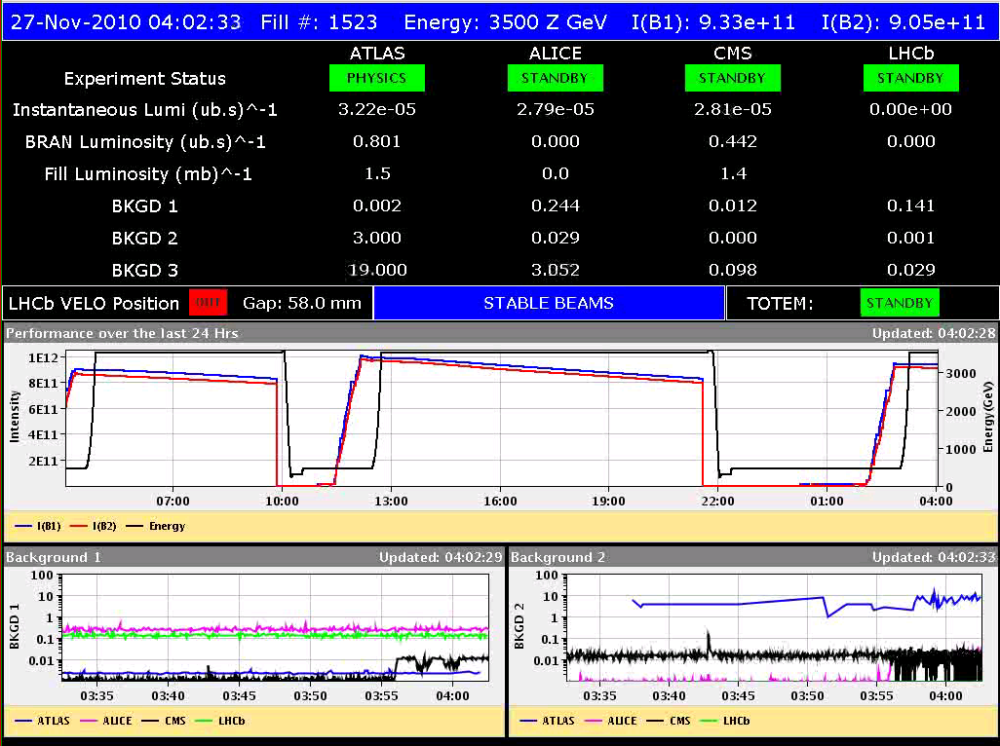 27-Nov-2010 04:02:33 Fill #: 1523 Energy: 3500 Z GeV I(B1): 9.33e+11 I(B2): 9.05e+11
ATLAS ALICE CMS LHCb
Experiment Status PHYSICS STANDBY STANDBY STANDBY
Instantaneous Lumi (ub.s)^-1 3.22e-05 2.79e-05 2.81e-05 0.00e+00
BRAN Luminosity (ub.s)^-1 0.801 0.000 0.442 0.000
Fill Luminosity (mb)^-1 1.5 0.0 1.4
BKGD 1 0.002 0.244 0.012 0.141
BKGD 2 3.000 0.029 0.000 0.001
BKGD 3 19.000 3.052 0.098 0.029
LHCb VELO Position OUT Gap: 58.0 mm STABLE BEAMS TOTEM: STANDBY
Performance over the last 24 Hrs Updated: 04:02:28
Intensity
1E12
8E11
6E11
4E11
2E11
3000
2000
1000
0
Energy (GeV)
07:00 10:00 13:00 16:00 19:00 22:00 01:00 04:00
I(B1) I(B2) Energy
Background 1 Updated: 04:02:29
BKGD 1
100
10
1
0.1
0.01
03:35 03:40 03:45 03:50 03:55 04:00
ATLAS ALICE CMS LHCb
Background 2 Updated: 04:02:33
BKGD 2
100
10
1
0.1
0.01
03:35 03:40 03:45 03:50 03:55 04:00
ATLAS ALICE CMS LHCb